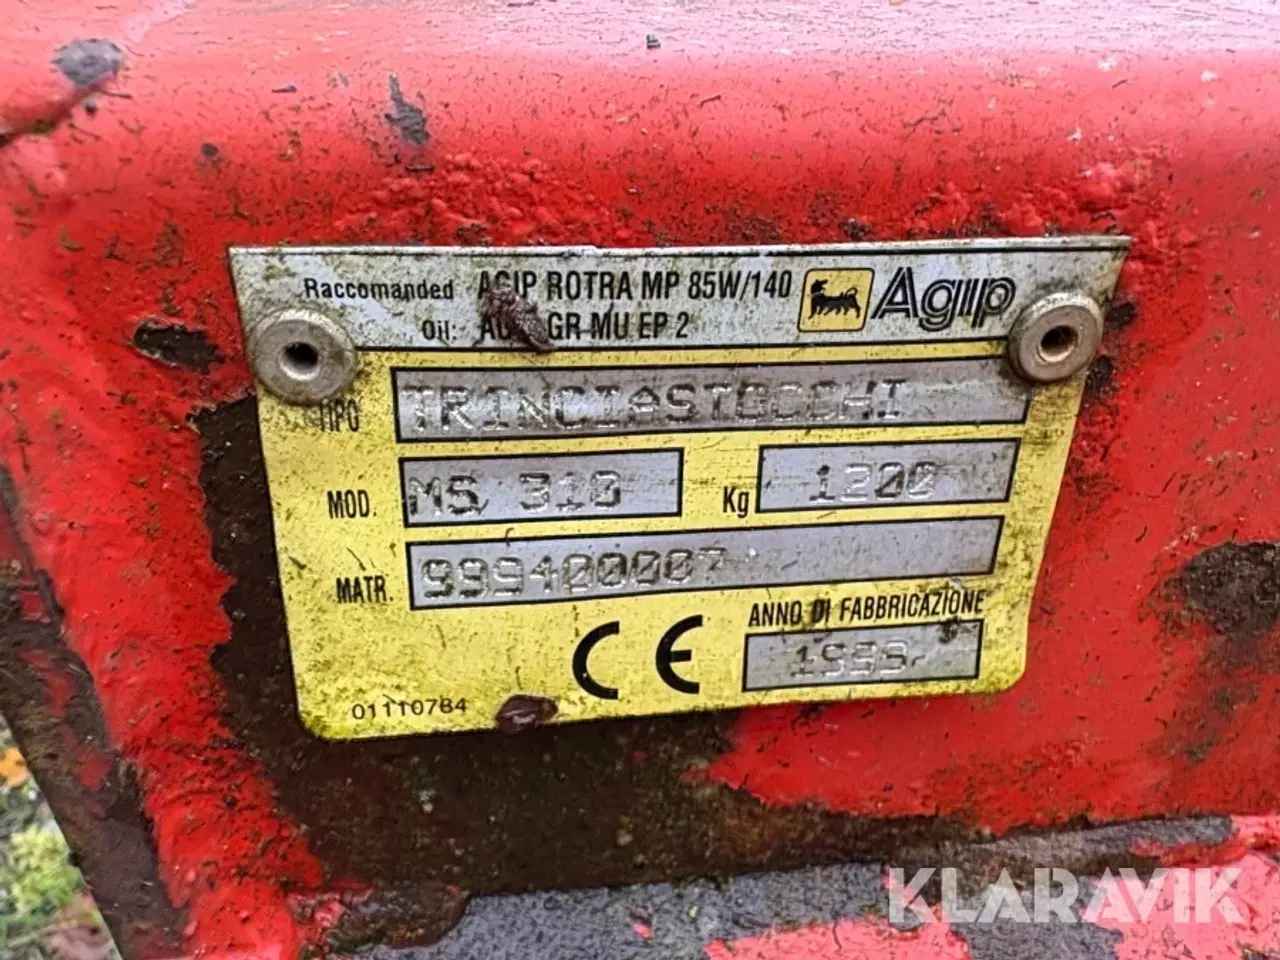 Raccomanded AGIP ROTRA MP 85W/140 Agip
Oil: GR MU EP 2
TIPO TRINCIASTOCCHI
MOD. MS 310 Kg 1200
MATR. 999400007
ANNO DI FABBRICAZIONE
CE 1999
01110784
KLARAVIK